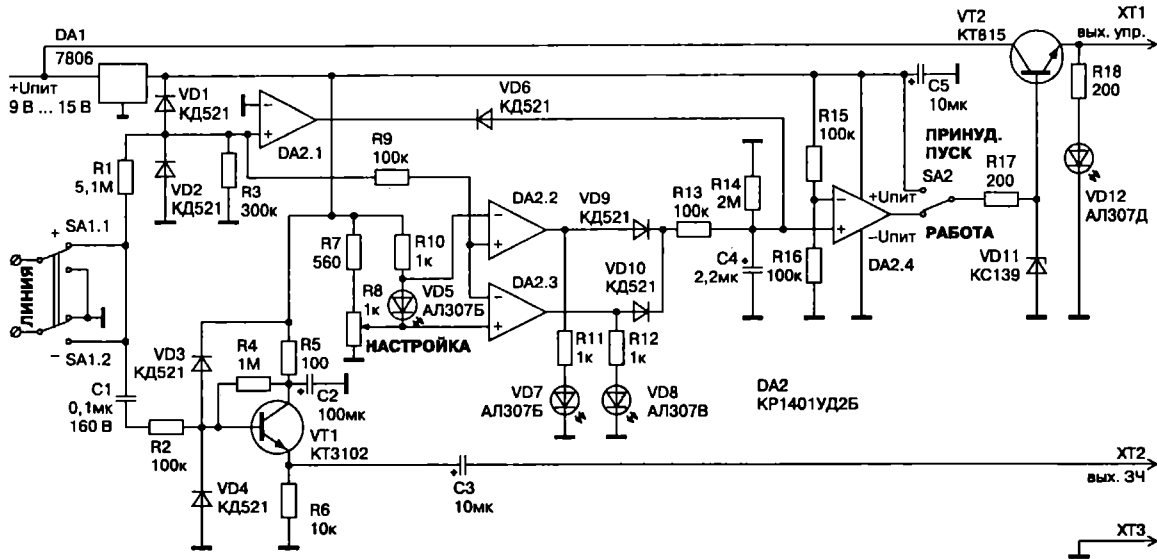 DA1
7806
+Uпит
9 В ... 15 В
VD1
КД521
VD2
КД521
R1
5,1М
R3
300к
DA2.1
VD6
КД521
R9
100к
SA1.1
+
ЛИНИЯ
−
SA1.2
C1
0,1мк
160 В
R2
100к
VD3
КД521
VD4
КД521
R4
1М
R5
100
C2
100мк
VT1
КТ3102
R6
10к
C3
10мк
R7
560
R8
1к
НАСТРОЙКА
R10
1к
VD5
АЛ307Б
DA2.2
DA2.3
VD9
КД521
VD10
КД521
R11
1к
R12
1к
VD7
АЛ307Б
VD8
АЛ307В
R13
100к
R14
2М
C4
2,2мк
R15
100к
R16
100к
+Uпит
−Uпит
DA2.4
C5
10мк
ПРИНУД.
ПУСК
SA2
РАБОТА
R17
200
VD11
КС139
VT2
КТ815
XT1
вых. упр.
R18
200
VD12
АЛ307Д
DA2
КР1401УД2Б
XT2
вых. ЗЧ
XT3